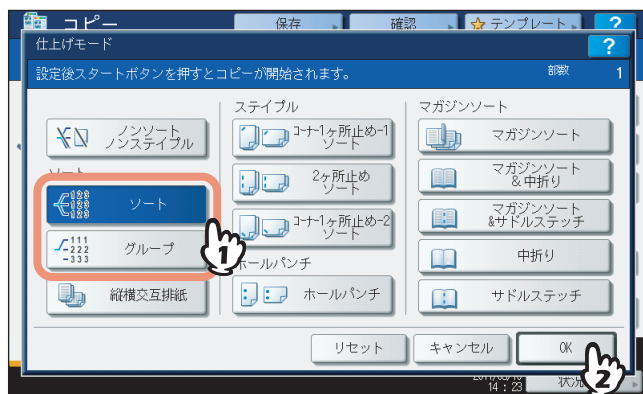 コピー
保存
確認
テンプレート
?
仕上げモード
?
設定後スタートボタンを押すとコピーが開始されます。
部数
1
ノンソート
ノンステイプル
ソート
123
123
123
ソート
111
222
333
グループ
縦横交互排紙
ステイプル
コーナー1ヶ所止め-1
ソート
2ヶ所止め
ソート
コーナー1ヶ所止め-2
ソート
ホールパンチ
ホールパンチ
マガジンソート
マガジンソート
マガジンソート
&中折り
マガジンソート
&サドルステッチ
中折り
サドルステッチ
リセット
キャンセル
OK
1
2
14 : 23
状況